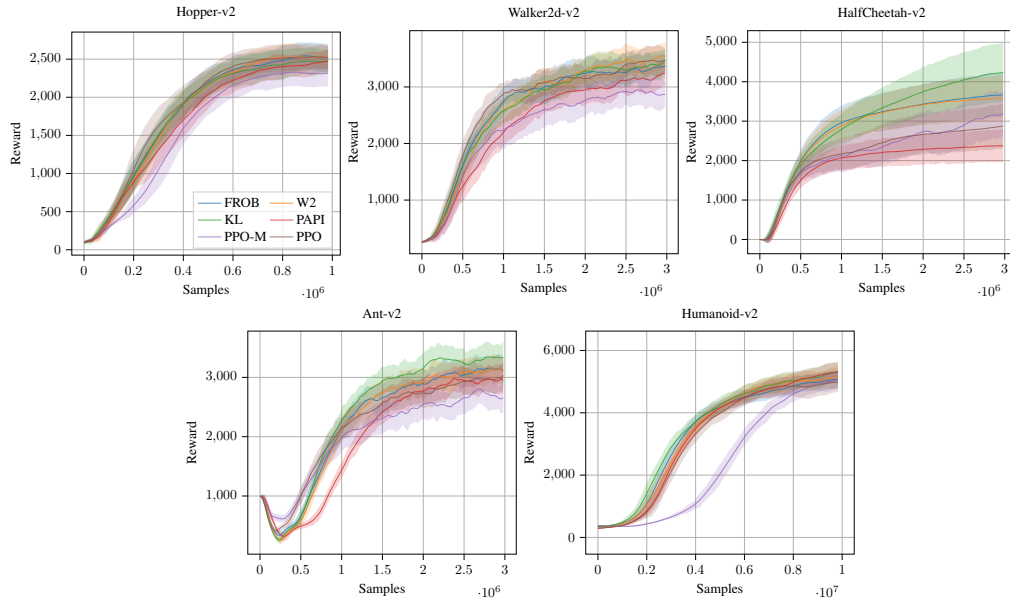 Hopper-v2
Walker2d-v2
HalfCheetah-v2
Reward
2,500
2,000
1,500
1,000
500
0
FROB W2
KL PAPI
PPO-M PPO
0 0.2 0.4 0.6 0.8 1
Samples
·10⁶
Reward
3,000
2,000
1,000
0 0.5 1 1.5 2 2.5 3
Samples
·10⁶
Reward
5,000
4,000
3,000
2,000
1,000
0
0 0.5 1 1.5 2 2.5 3
Samples
·10⁶
Ant-v2
Humanoid-v2
Reward
3,000
2,000
1,000
0 0.5 1 1.5 2 2.5 3
Samples
·10⁶
Reward
6,000
4,000
2,000
0
0 0.2 0.4 0.6 0.8 1
Samples
·10⁷